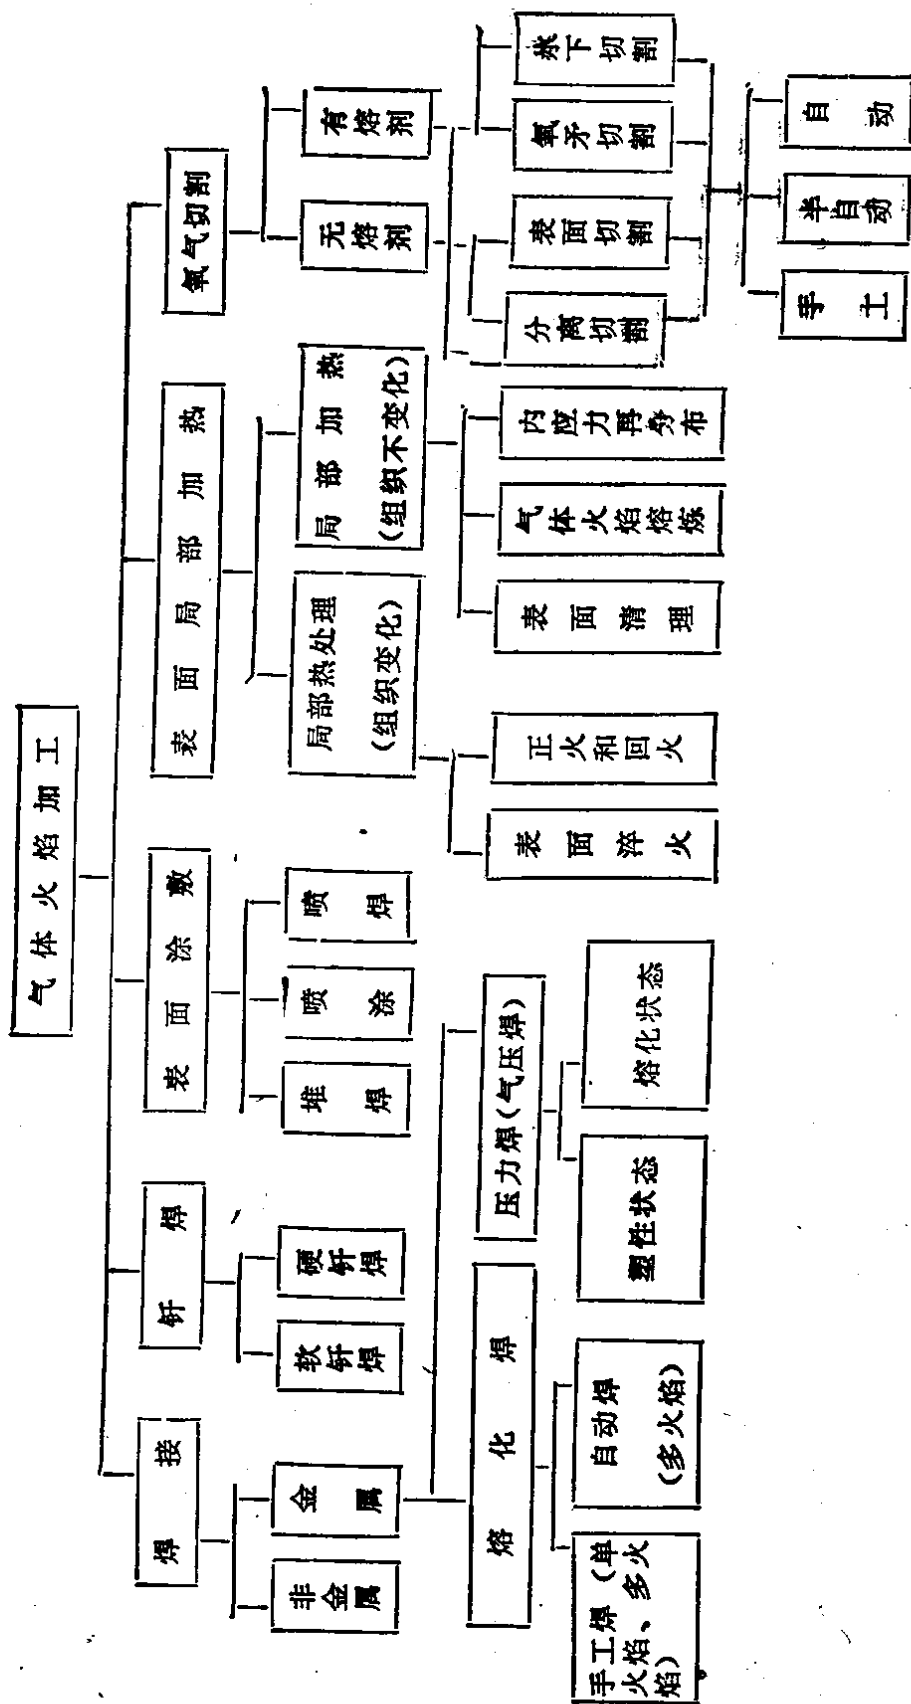 气体火焰加工
焊接
钎焊
表面涂敷
表面局部加热
氧气切割
非金属
金属
软钎焊
硬钎焊
堆焊
喷涂
喷焊
局部热处理
(组织变化)
局部加热
(组织不变化)
无熔剂
有熔剂
熔化焊
压力焊(气压焊)
表面淬火
正火和回火
表面清理
气体火焰熔炼
内应力再分布
分离切割
表面切割
氧矛切割
水下切割
手工焊(单
火焰、多火
焰)
自动焊
(多火焰)
塑性状态
熔化状态
手工
半自动
自动